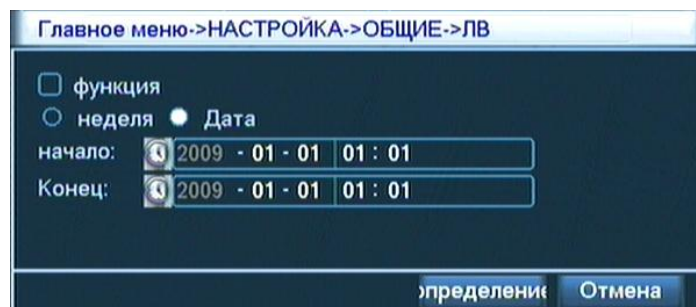 Главное меню->НАСТРОЙКА->ОБЩИЕ->ЛВ
функция
неделя Дата
начало: 2009 - 01 - 01 01 : 01
Конец: 2009 - 01 - 01 01 : 01
определение Отмена